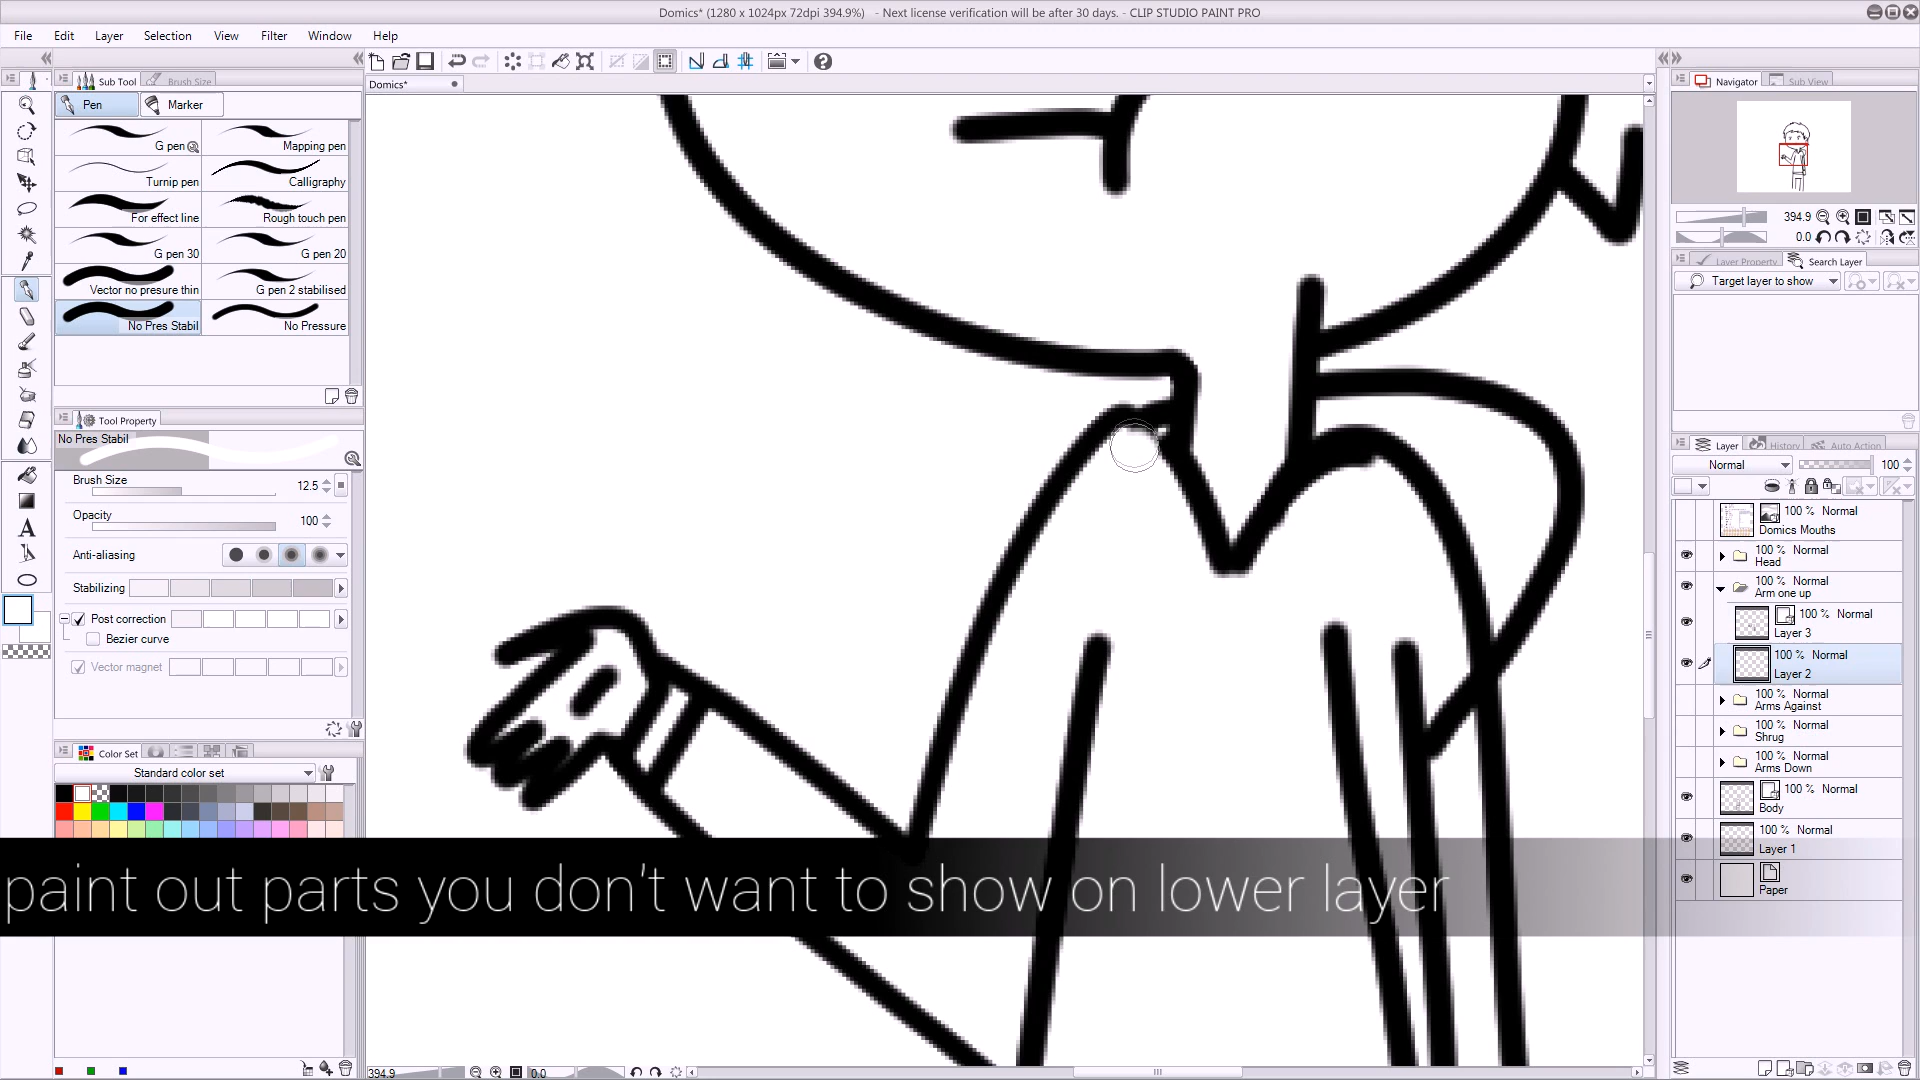 Domics* (1280 x 1024px 72dpi 394.9%)  - Next license verification will be after 30 days. - CLIP STUDIO PAINT PRO
File Edit Layer Selection View Filter Window Help
Sub Tool Brush Size
Domics*
Navigator Sub View
Pen Marker
G pen Mapping pen
Turnip pen Calligraphy
For effect line Rough touch pen
G pen 30 G pen 20
Vector no presure thin G pen 2 stabilised
No Pres Stabil No Pressure
394.9
0.0
Layer Property Search Layer
Target layer to show
Tool Property
No Pres Stabil
Brush Size 12.5
Opacity 100
Anti-aliasing
Stabilizing
Post correction
Bezier curve
Vector magnet
Layer History Auto Action
Normal 100
100 % Normal
Domics Mouths
100 % Normal
Head
100 % Normal
Arm one up
100 % Normal
Layer 3
100 % Normal
Layer 2
100 % Normal
Arms Against
100 % Normal
Shrug
100 % Normal
Arms Down
100 % Normal
Body
100 % Normal
Layer 1
Paper
Color Set
Standard color set
paint out parts you don't want to show on lower layer
394.9 0.0